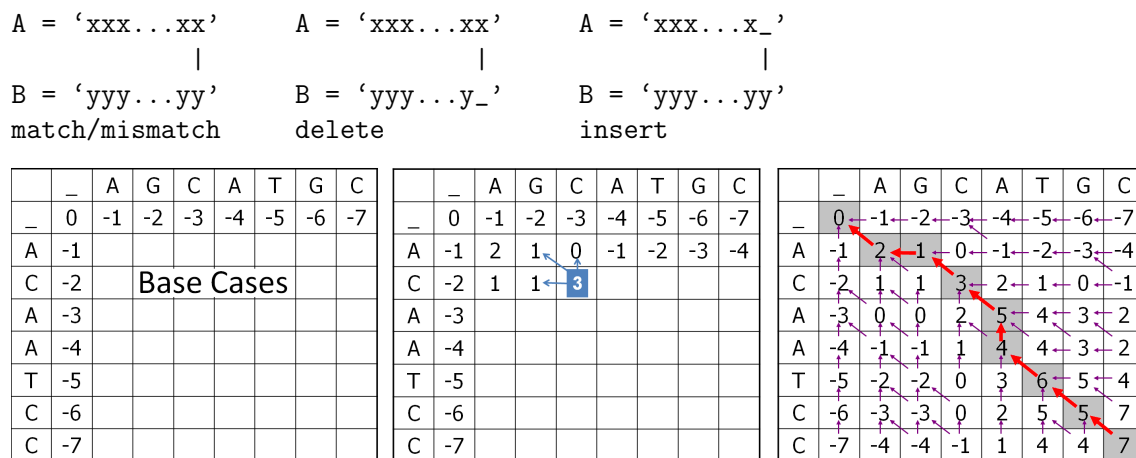 A = ‘xxx...xx’ A = ‘xxx...xx’ A = ‘xxx...x_’
| | |
B = ‘yyy...yy’ B = ‘yyy...y_’ B = ‘yyy...yy’
match/mismatch delete insert
_ A G C A T G C
_ 0 -1 -2 -3 -4 -5 -6 -7
A -1
C -2 Base Cases
A -3
A -4
T -5
C -6
C -7
_ A G C A T G C
_ 0 -1 -2 -3 -4 -5 -6 -7
A -1 2 1 0 -1 -2 -3 -4
C -2 1 1 3
A -3
A -4
T -5
C -6
C -7
_ A G C A T G C
_ 0 -1 -2 -3 -4 -5 -6 -7
A -1 2 1 0 -1 -2 -3 -4
C -2 1 1 3 2 1 0 -1
A -3 0 0 2 5 4 3 2
A -4 -1 -1 1 4 4 3 2
T -5 -2 -2 0 3 6 5 4
C -6 -3 -3 0 2 5 5 7
C -7 -4 -4 -1 1 4 4 7